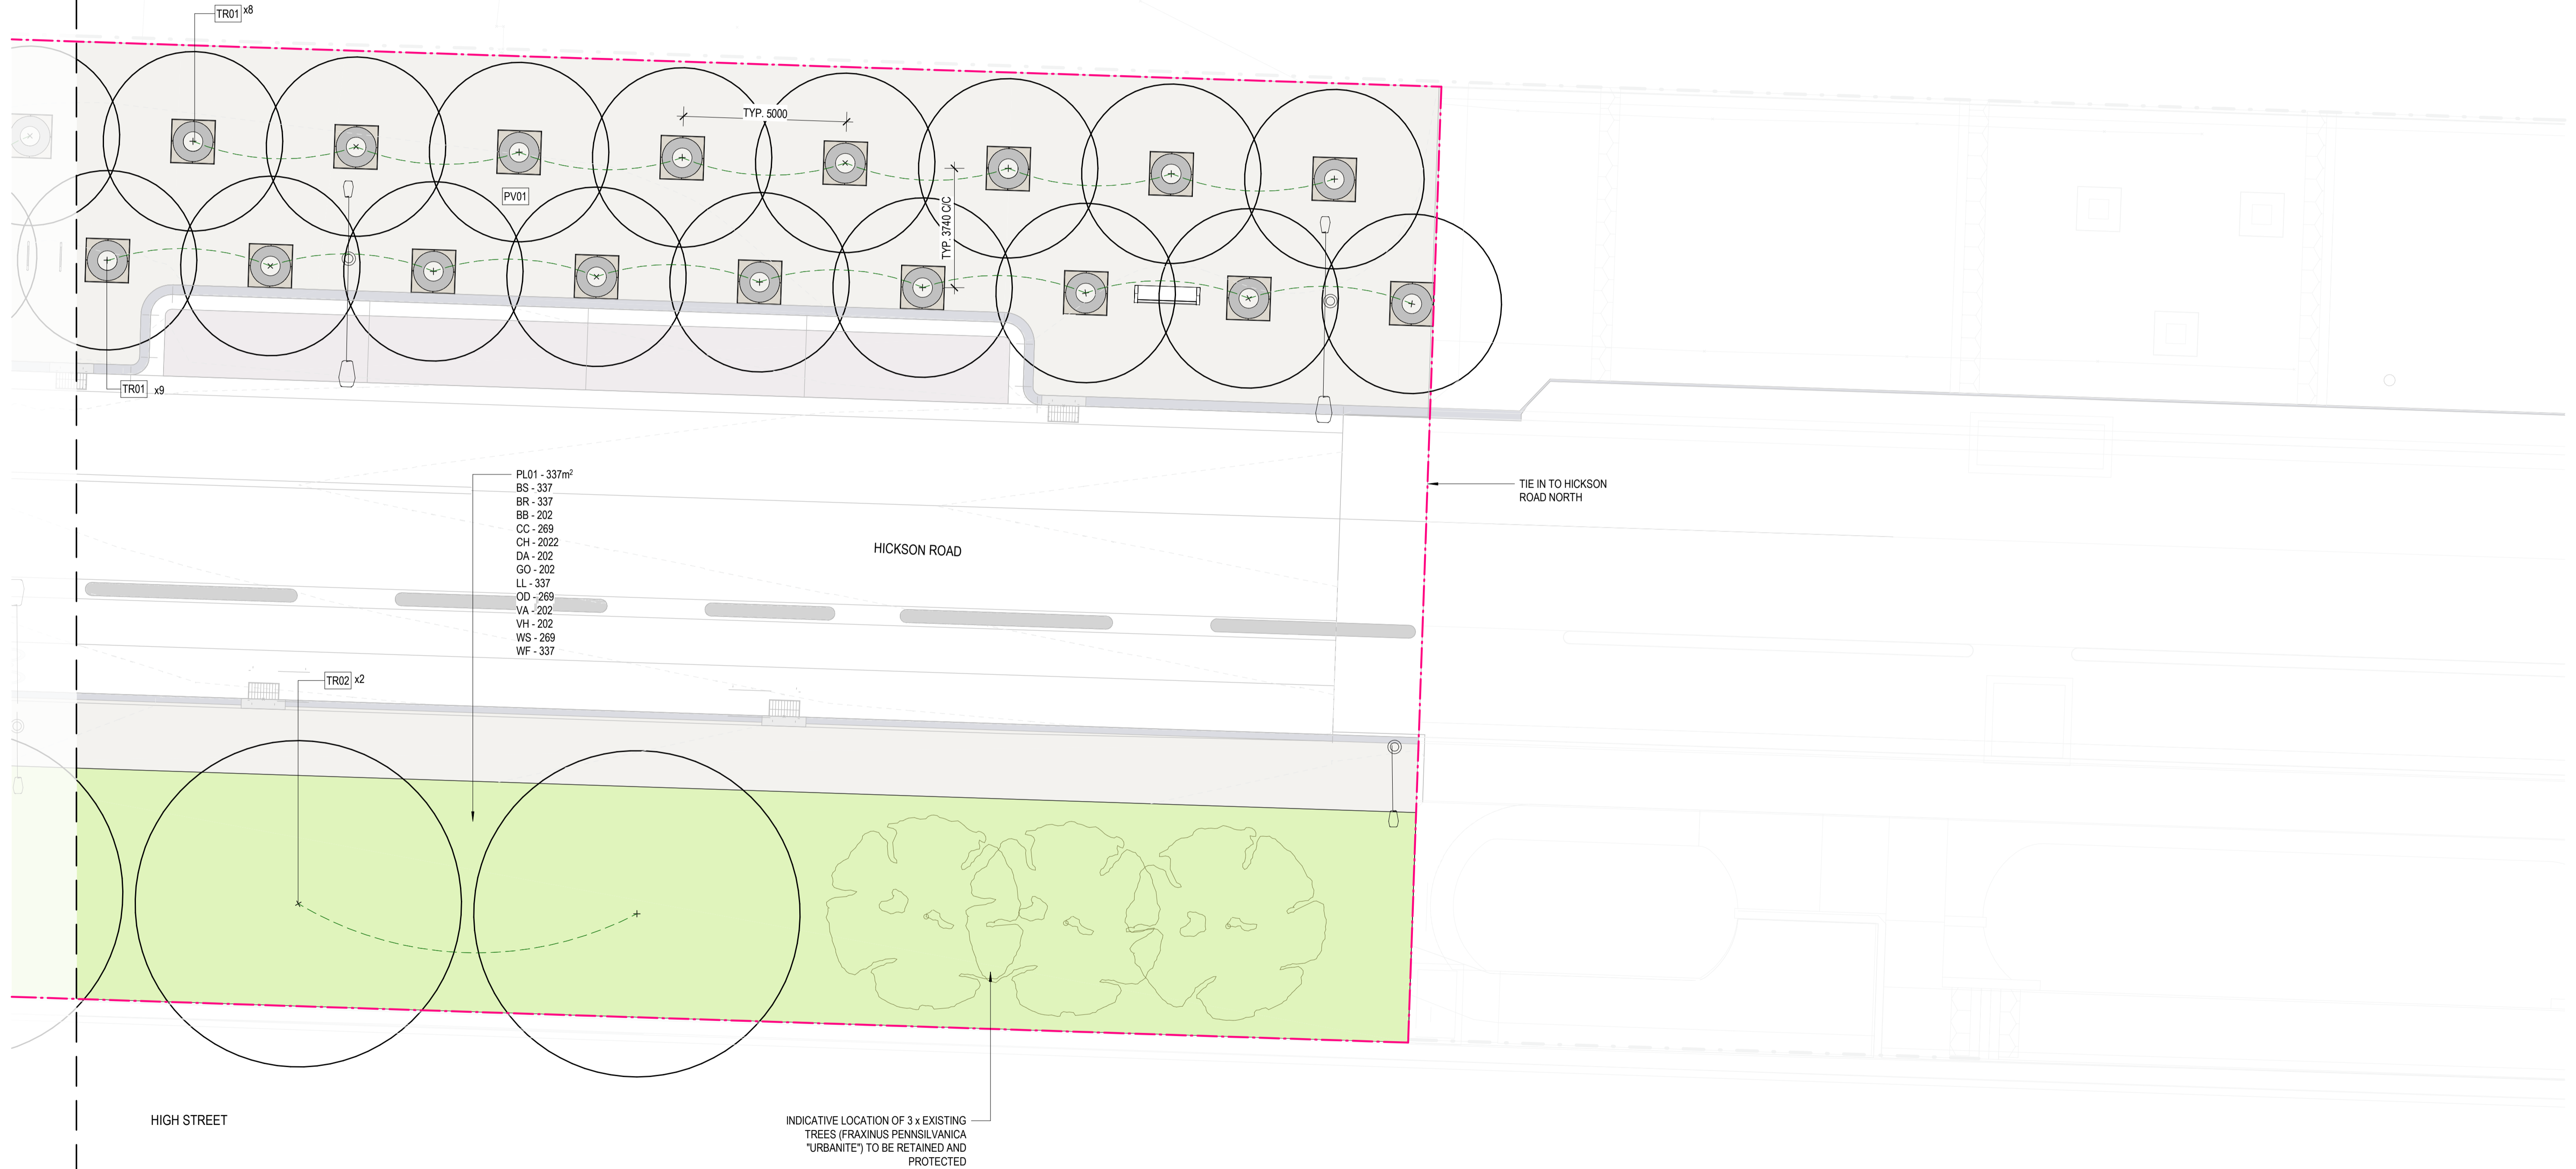 TR01 x8
TYP. 5000
PV01
TYP. 3740 C/C
TR01 x9
PL01 - 337m²
BS - 337
BR - 337
BB - 202
CC - 269
CH - 2022
DA - 202
GO - 202
LL - 337
OD - 269
VA - 202
VH - 202
WS - 269
WF - 337
TIE IN TO HICKSON
ROAD NORTH
HICKSON ROAD
TR02 x2
HIGH STREET
INDICATIVE LOCATION OF 3 x EXISTING
TREES (FRAXINUS PENNSILVANICA
"URBANITE") TO BE RETAINED AND
PROTECTED